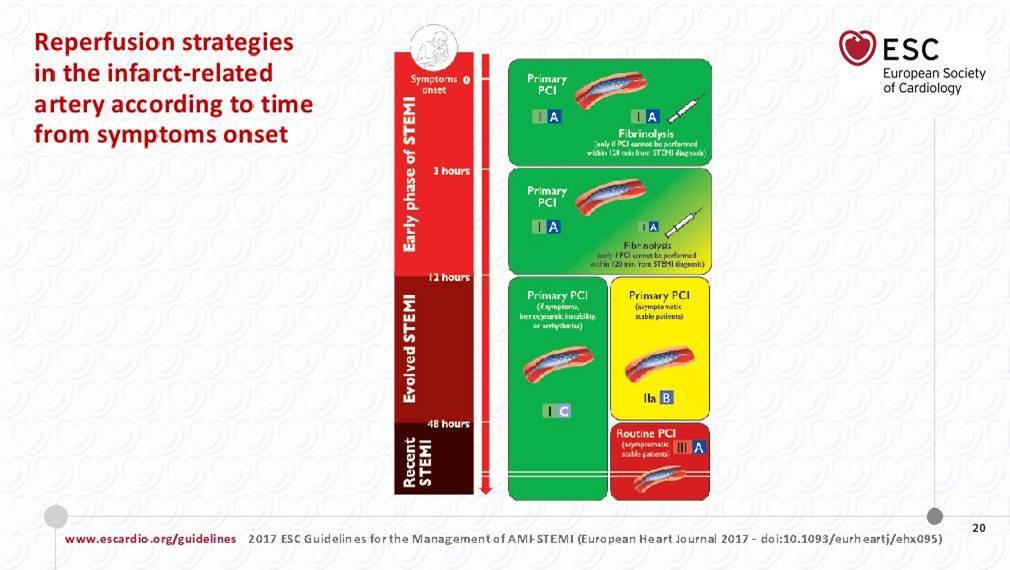 Reperfusion strategies
in the infarct-related
artery according to time
from symptoms onset
ESC
European Society
of Cardiology
Symptoms 0
onset
Early phase of STEMI
3 hours
12 hours
Evolved STEMI
48 hours
Recent
STEMI
Primary
PCI
I A
I A
Fibrinolysis
(only if PCI cannot be performed
within 120 min from STEMI diagnosis)
Primary
PCI
I A
I A
Fibrinolysis
(only if PCI cannot be performed
within 120 min from STEMI diagnosis)
Primary PCI
(if symptoms,
hemodynamic instability,
or arrhythmias)
I C
Primary PCI
(asymptomatic
stable patients)
IIa B
Routine PCI
(asymptomatic
stable patients)
III A
20
www.escardio.org/guidelines 2017 ESC Guidelines for the Management of AMI-STEMI (European Heart Journal 2017 - doi:10.1093/eurheartj/ehx095)